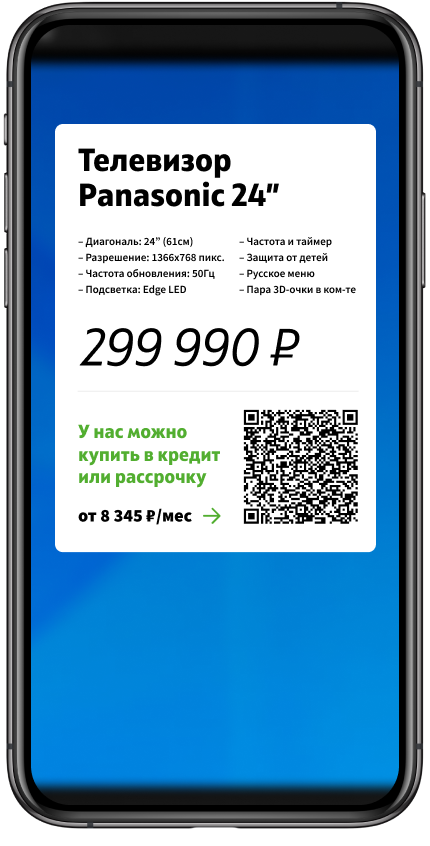 Телевизор
Panasonic 24”
– Диагональ: 24” (61см)
– Разрешение: 1366x768 пикс.
– Частота обновления: 50Гц
– Подсветка: Edge LED
– Частота и таймер
– Защита от детей
– Русское меню
– Пара 3D-очки в ком-те
299 990 ₽
У нас можно
купить в кредит
или рассрочку
от 8 345 ₽/мес →